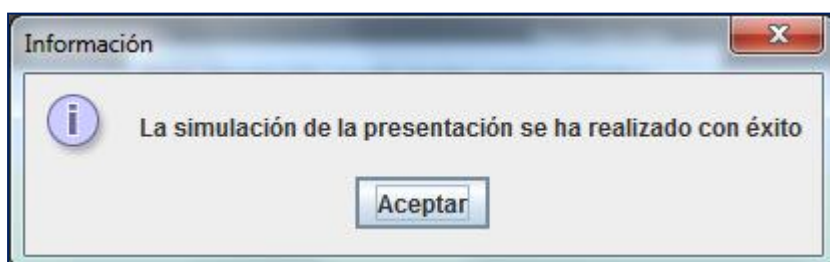 Información
La simulación de la presentación se ha realizado con éxito
Aceptar